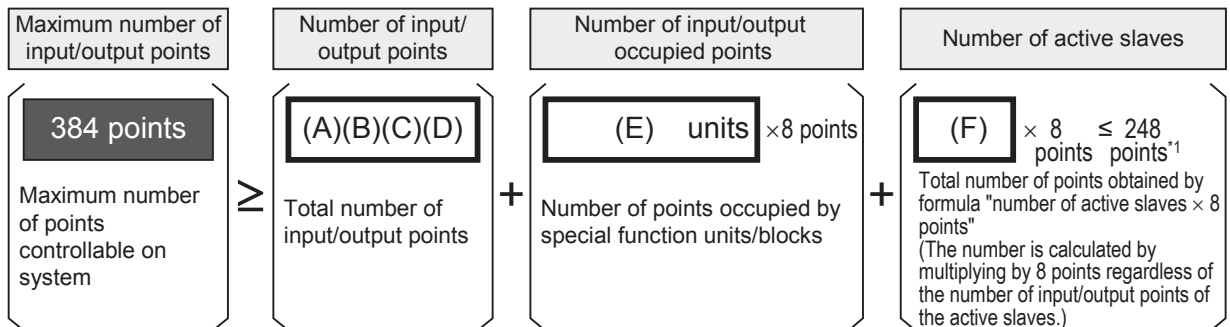 Maximum number of
input/output points
Number of input/
output points
Number of input/output
occupied points
Number of active slaves
384 points
Maximum number
of points
controllable on
system
≥
(A)(B)(C)(D)
Total number of
input/output points
+
(E) units ×8 points
Number of points occupied by
special function units/blocks
+
(F) × 8 ≤ 248
points points*1
Total number of points obtained by
formula "number of active slaves × 8
points"
(The number is calculated by
multiplying by 8 points regardless of
the number of input/output points of
the active slaves.)